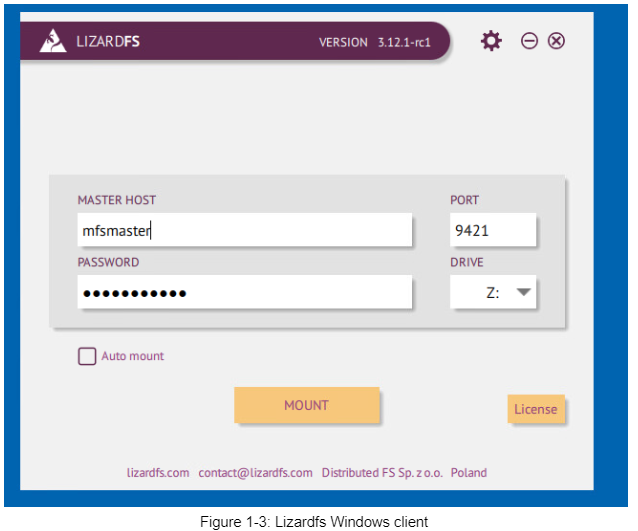 LIZARDFS VERSION 3.12.1-rc1
MASTER HOST PORT
mfsmaster 9421
PASSWORD DRIVE
●●●●●●●●●●● Z:
Auto mount
MOUNT
License
lizardfs.com contact@lizardfs.com Distributed FS Sp. z o.o. Poland
Figure 1-3: Lizardfs Windows client